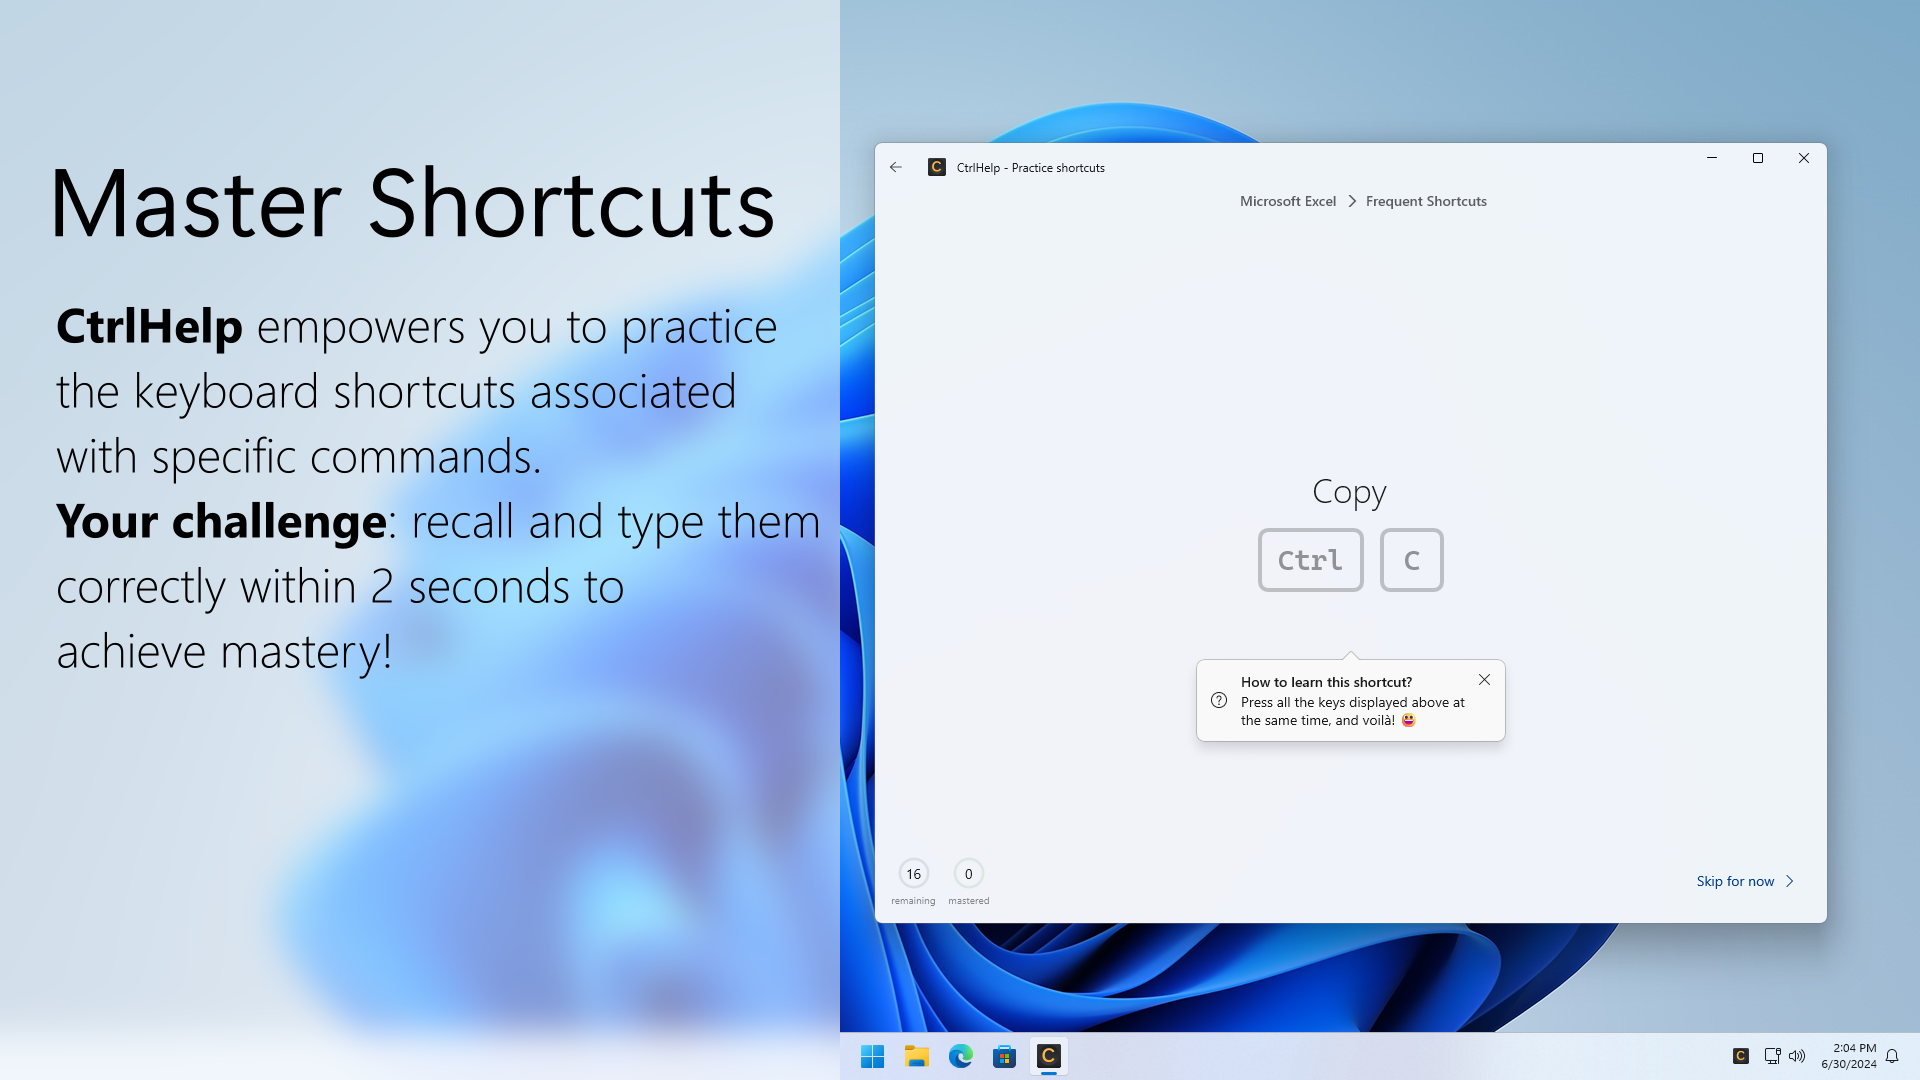 Master Shortcuts
CtrlHelp empowers you to practice
the keyboard shortcuts associated
with specific commands.
Your challenge: recall and type them
correctly within 2 seconds to
achieve mastery!
C CtrlHelp - Practice shortcuts
Microsoft Excel > Frequent Shortcuts
Copy
Ctrl C
How to learn this shortcut?
Press all the keys displayed above at
the same time, and voilà! 😃
16 0
remaining mastered
Skip for now
C
C
2:04 PM
6/30/2024